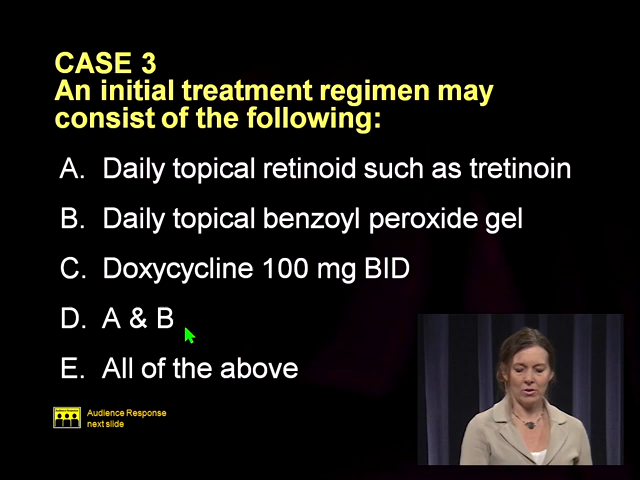 CASE 3
An initial treatment regimen may
consist of the following:
A. Daily topical retinoid such as tretinoin
B. Daily topical benzoyl peroxide gel
C. Doxycycline 100 mg BID
D. A & B
E. All of the above
Audience Response
next slide